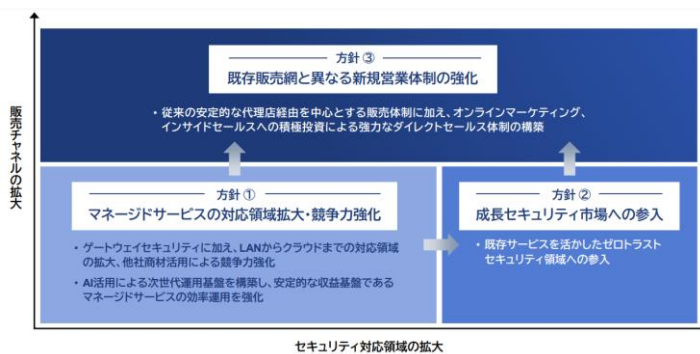 方針③
既存販売網と異なる新規営業体制の強化
・従来の安定的な代理店経由を中心とする販売体制に加え、オンラインマーケティング、
インサイドセールスへの積極投資による強力なダイレクトセールス体制の構築
販売チャネルの拡大
方針①
マネージドサービスの対応領域拡大・競争力強化
・ゲートウェイセキュリティに加え、LANからクラウドまでの対応領域
の拡大、他社商材活用による競争力強化
・AI活用による次世代運用基盤を構築し、安定的な収益基盤である
マネージドサービスの効率運用を強化
方針②
成長セキュリティ市場への参入
・既存サービスを活かしたゼロトラスト
セキュリティ領域への参入
セキュリティ対応領域の拡大